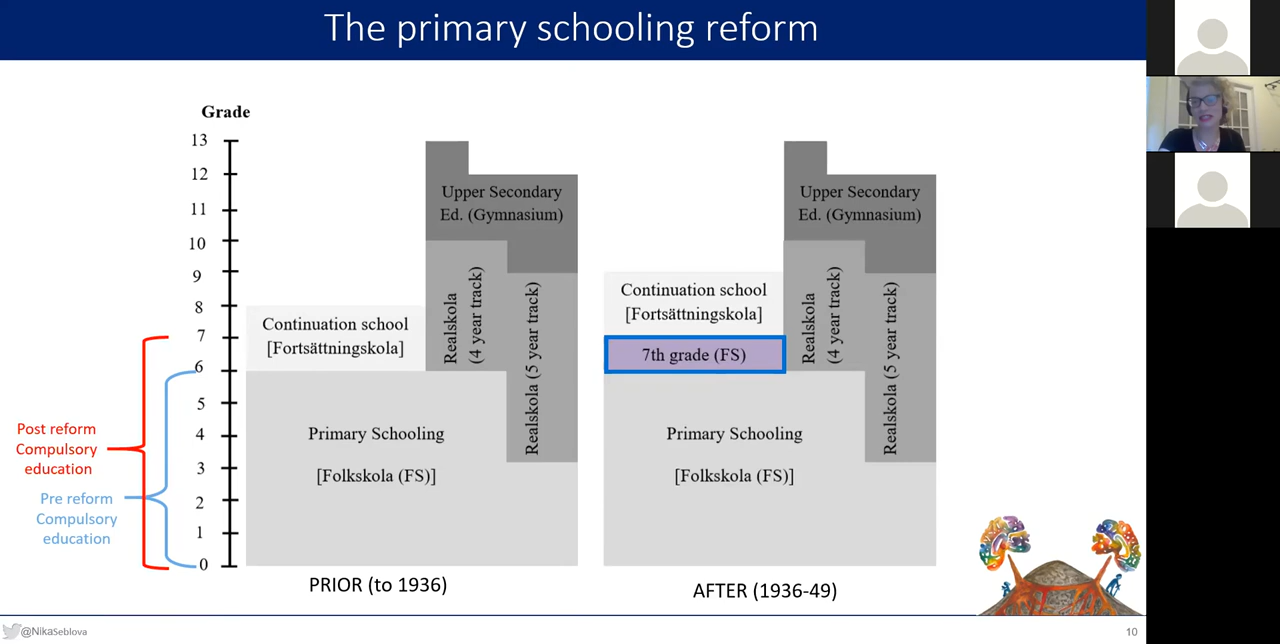 The primary schooling reform
Grade
13
12
11
10
9
8
7
6
5
4
3
2
1
0
Post reform
Compulsory
education
Pre reform
Compulsory
education
Upper Secondary
Ed. (Gymnasium)
Continuation school
[Fortsättningskola]
Realskola
(4 year track)
Realskola (5 year track)
Primary Schooling
[Folkskola (FS)]
PRIOR (to 1936)
Upper Secondary
Ed. (Gymnasium)
Continuation school
[Fortsättningskola]
7th grade (FS)
Realskola
(4 year track)
Realskola (5 year track)
Primary Schooling
[Folkskola (FS)]
AFTER (1936-49)
@NikaSeblova
10